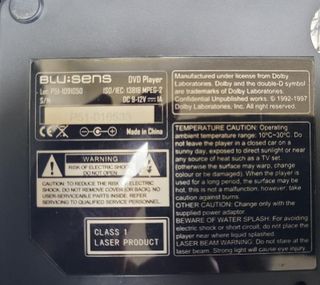 BLU:SENS DVD Player
Lot: P51-1091050 ISO/IEC 13818 MPEG-2
S/N DC 9-12V 1A
CE Made in China
WARNING
RISK OF ELECTRIC SHOCK
DO NOT
CAUTION: TO REDUCE THE RISK OF ELECTRIC
SHOCK, DO NOT REMOVE COVER (OR BACK). NO
USER-SERVICEABLE PARTS INSIDE. REFER
SERVICING TO QUALIFIED SERVICE
CLASS 1
LASER PRODUCT
Manufactured under license from Dolby
Laboratories. Dolby and the double-D symbol
are trademarks of Dolby Laboratories.
Confidential Unpublished works. © 1992-1997
Dolby Laboratories, Inc. All right reserved.
TEMPERATURE CAUTION: Operating
ambient temperature range: 10°C~30°C. Do
not leave the player in a closed car on a
sunny day, exposed to direct sunlight or near
any source of heat such as a TV set
(otherwise the surface may warp, change
colour or be damaged). When the player is
used for a long period, the surface may be
hot, this is not a malfunction, however, take
caution against burns.
OTHER CAUTION: Change only with the
supplied power adaptor.
BEWARE OF WATER SPLASH. For avoiding
electric shock or short circuit, do not place the
player near where liquid splashed.
LASER BEAM WARNING: Do not stare at the
laser beam. Strong light will cause eye injury.